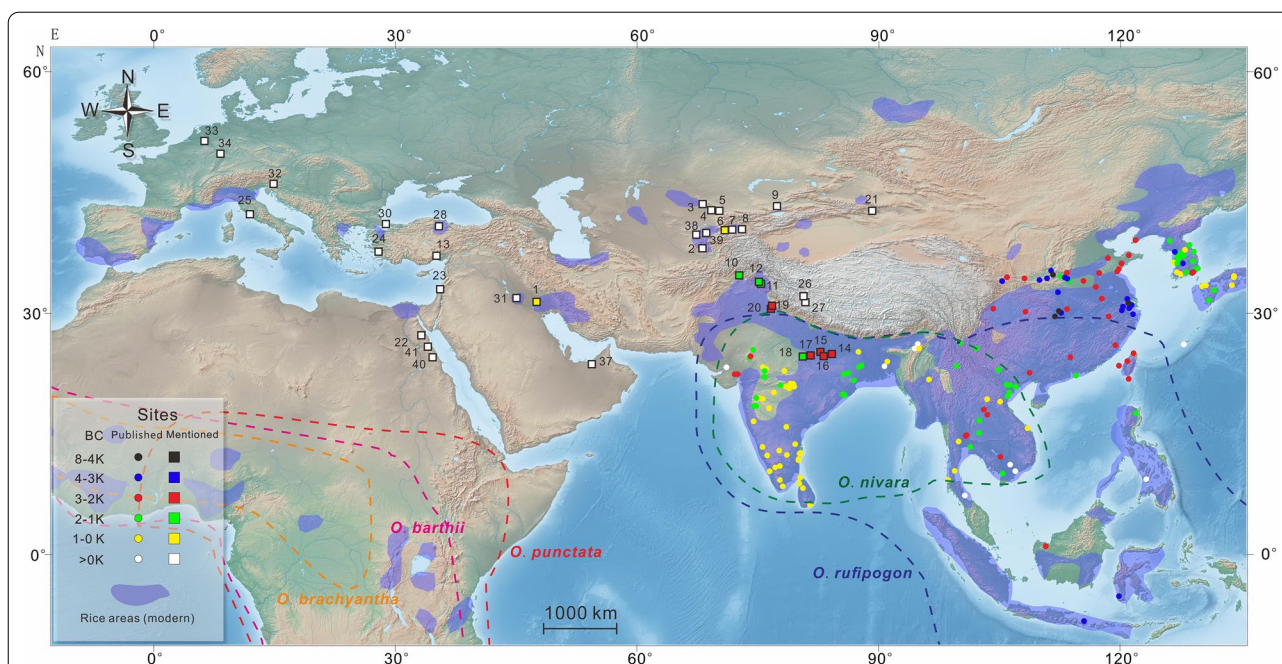 E 0° 30° 60° 90° 120°
N
60° 60°
N
W E
S
33
34
32
25
30 28
24 13
23
31 1
22
41
40
37
3 4 5 9 21
6 7 8
38 39
2
10 12 11
26
27
20 19
18 17 15 16 14
30° 30°
0° 0°
Sites
BC Published Mentioned
8-4K
4-3K
3-2K
2-1K
1-0 K
>0K
Rice areas (modern)
O. barthii
O. punctata
O. brachyantha
O. nivara
O. rufipogon
1000 km
0° 30° 60° 90° 120°